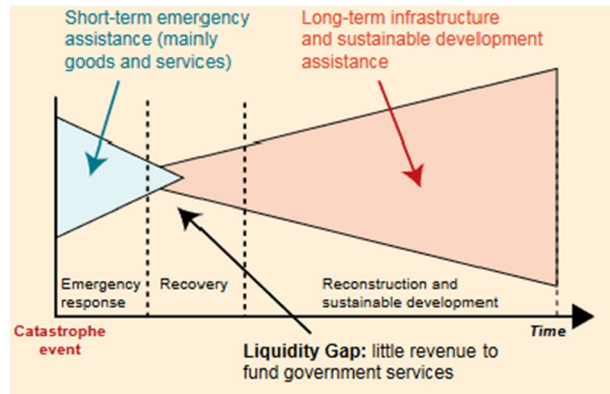 Short-term emergency
assistance (mainly
goods and services)
Long-term infrastructure
and sustainable development
assistance
Emergency
response
Recovery
Reconstruction and
sustainable development
Catastrophe
event
Time
Liquidity Gap: little revenue to
fund government services